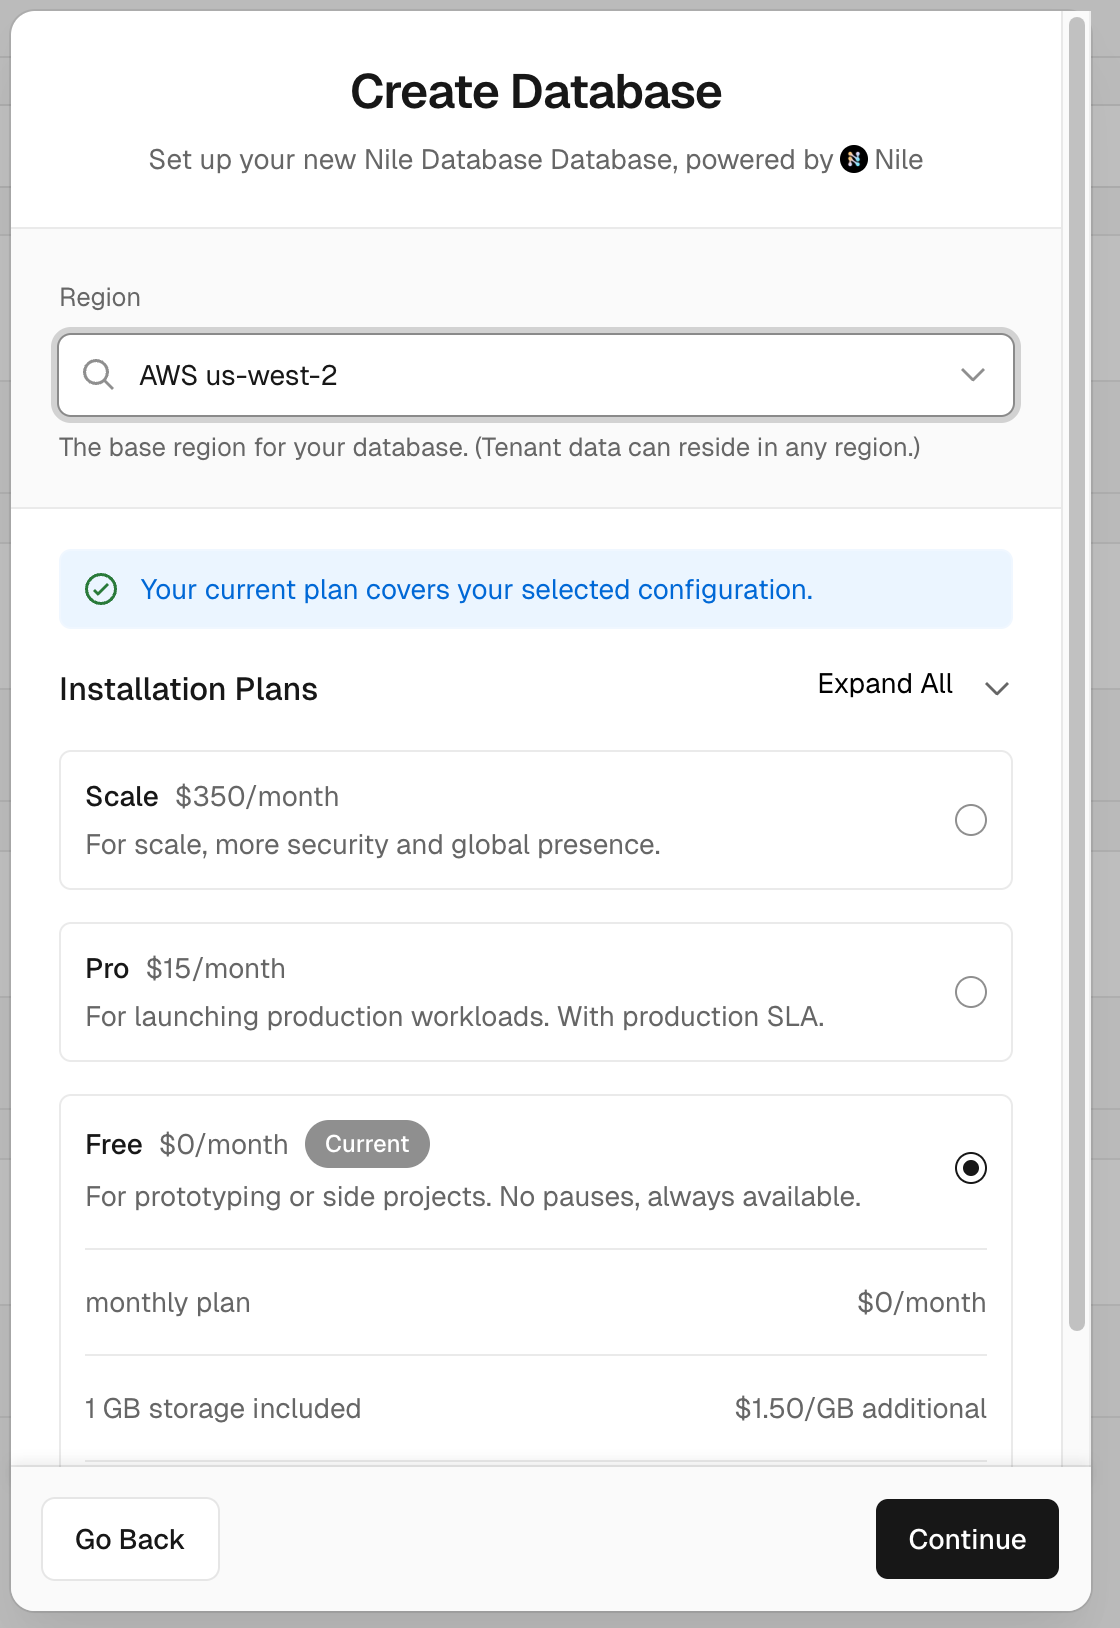 Create Database
Set up your new Nile Database Database, powered by Nile
Region
AWS us-west-2
The base region for your database. (Tenant data can reside in any region.)
Your current plan covers your selected configuration.
Installation Plans
Expand All
Scale $350/month
For scale, more security and global presence.
Pro $15/month
For launching production workloads. With production SLA.
Free $0/month Current
For prototyping or side projects. No pauses, always available.
monthly plan $0/month
1 GB storage included $1.50/GB additional
Go Back
Continue